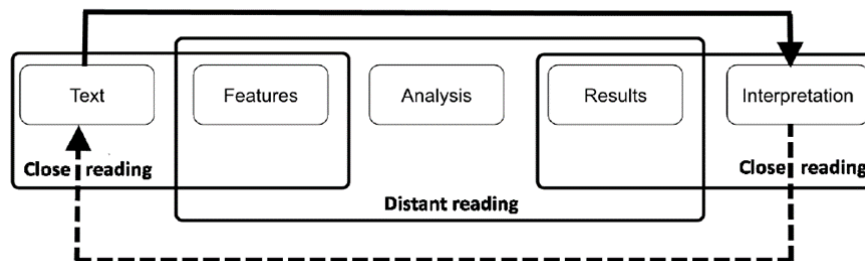 Text Features Analysis Results Interpretation
Close reading Close reading
Distant reading